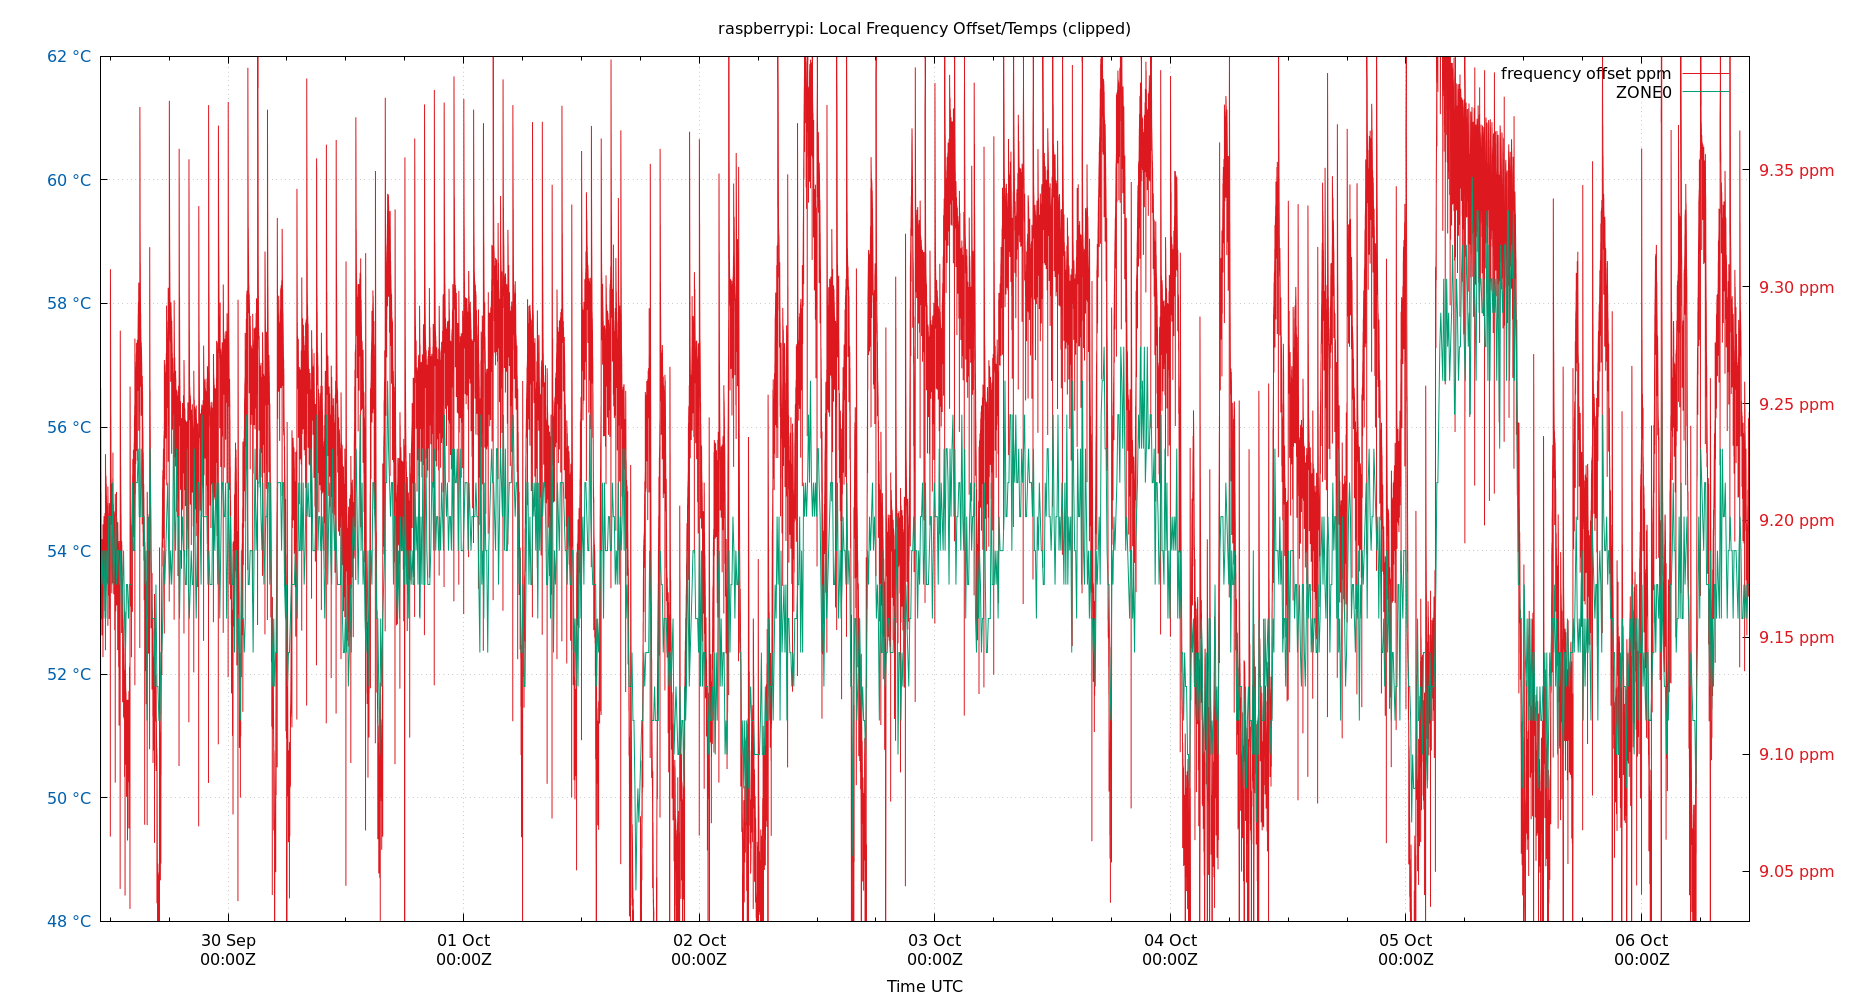 raspberrypi: Local Frequency Offset/Temps (clipped)
62 °C
60 °C
58 °C
56 °C
54 °C
52 °C
50 °C
48 °C
frequency offset ppm
ZONE0
9.35 ppm
9.30 ppm
9.25 ppm
9.20 ppm
9.15 ppm
9.10 ppm
9.05 ppm
30 Sep 01 Oct 02 Oct 03 Oct 04 Oct 05 Oct 06 Oct
00:00Z 00:00Z 00:00Z 00:00Z 00:00Z 00:00Z 00:00Z
Time UTC